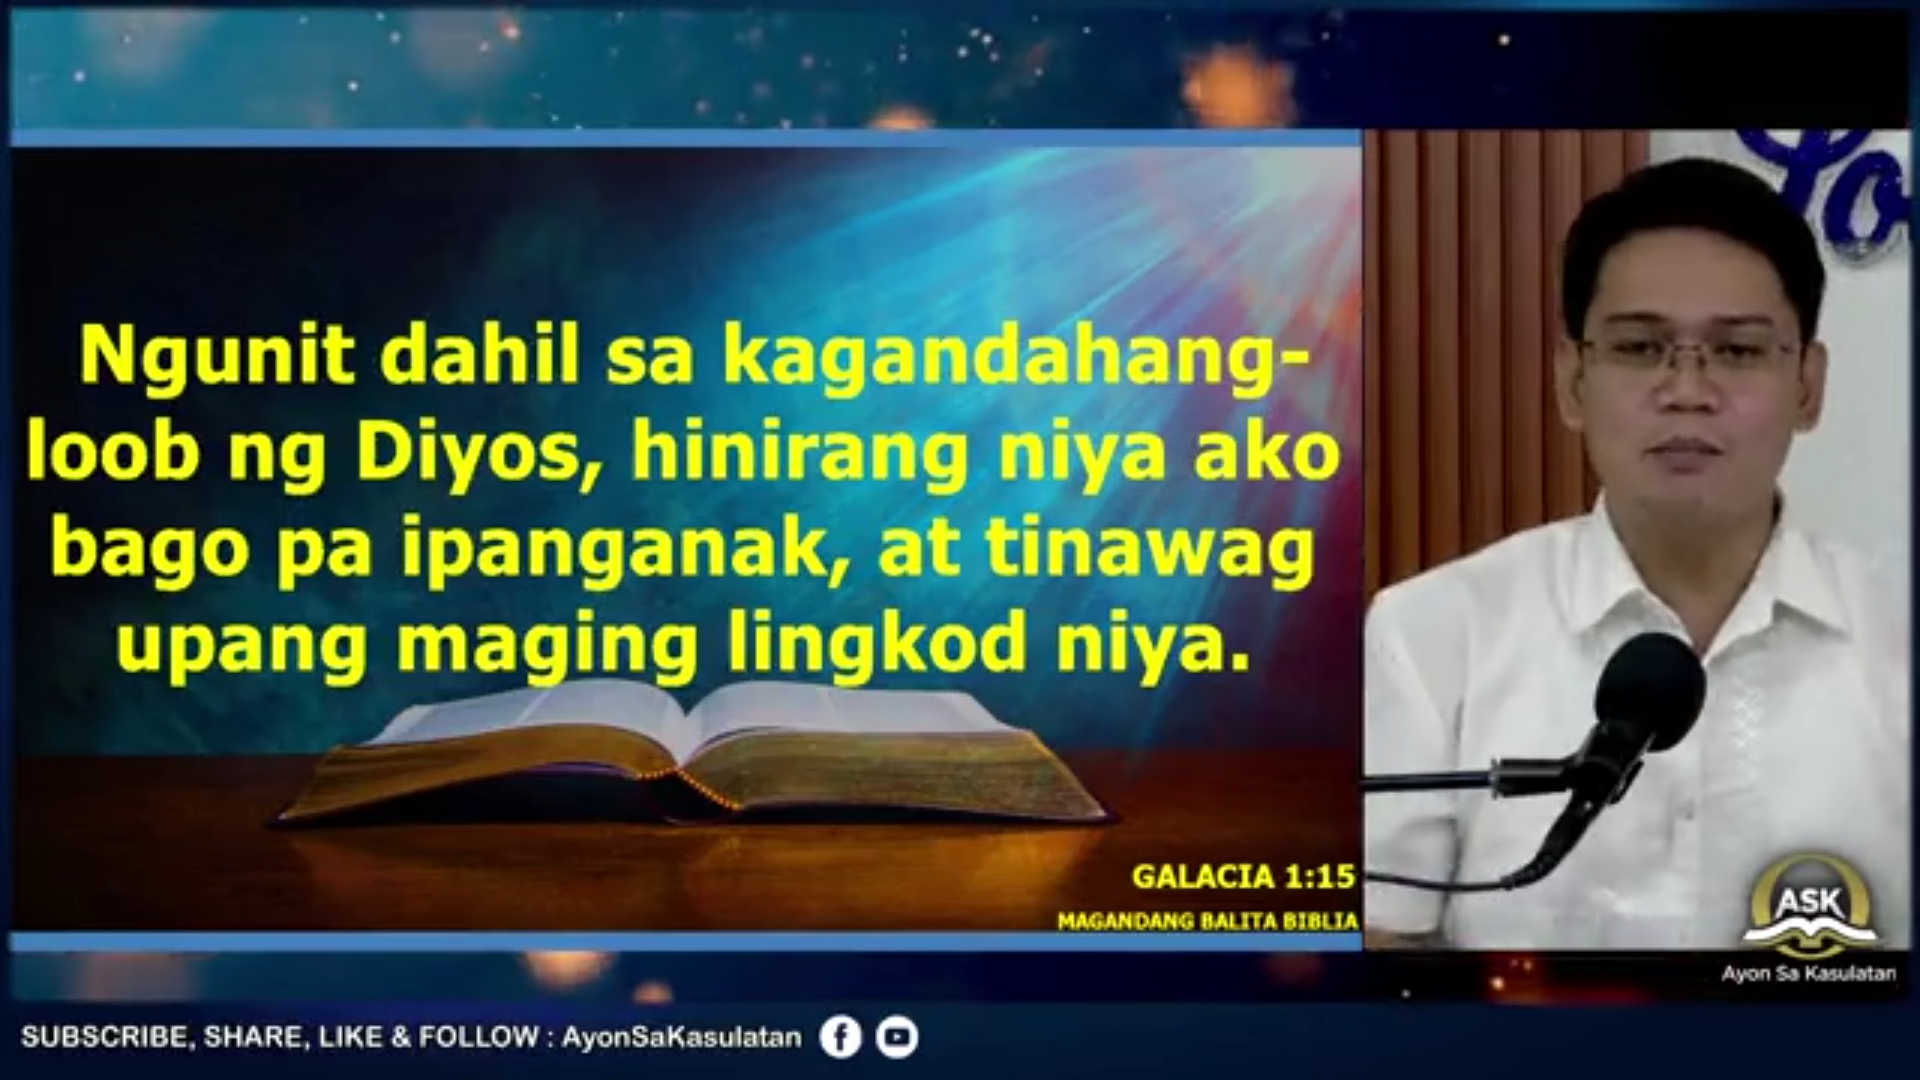 Ngunit dahil sa kagandahang-
loob ng Diyos, hinirang niya ako
bago pa ipanganak, at tinawag
upang maging lingkod niya.
GALACIA 1:15
MAGANDANG BALITA BIBLIA
ASK
Ayon Sa Kasulatan
SUBSCRIBE, SHARE, LIKE & FOLLOW : AyonSaKasulatan